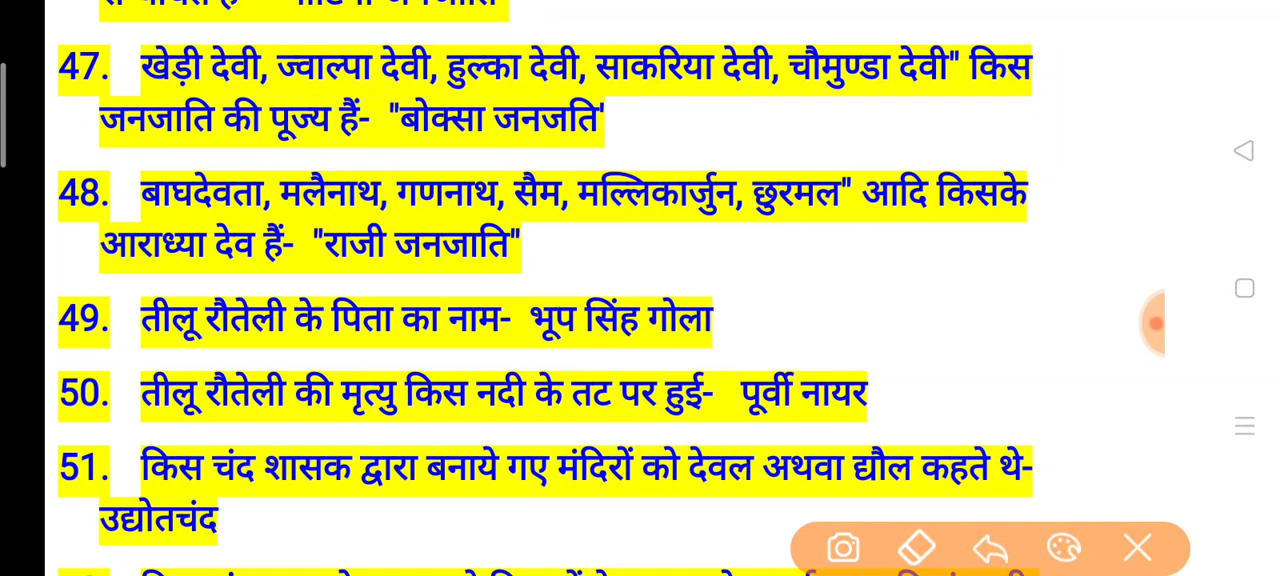 47. खेड़ी देवी, ज्वाल्पा देवी, हुल्का देवी, साकरिया देवी, चौमुण्डा देवी" किस
जनजाति की पूज्य हैं- "बोक्सा जनजति'
48. बाघदेवता, मलैनाथ, गणनाथ, सैम, मल्लिकार्जुन, छुरमल" आदि किसके
आराध्या देव हैं- "राजी जनजाति"
49. तीलू रौतेली के पिता का नाम- भूप सिंह गोला
50. तीलू रौतेली की मृत्यु किस नदी के तट पर हुई- पूर्वी नायर
51. किस चंद शासक द्वारा बनाये गए मंदिरों को देवल अथवा द्यौल कहते थे-
उद्योतचंद